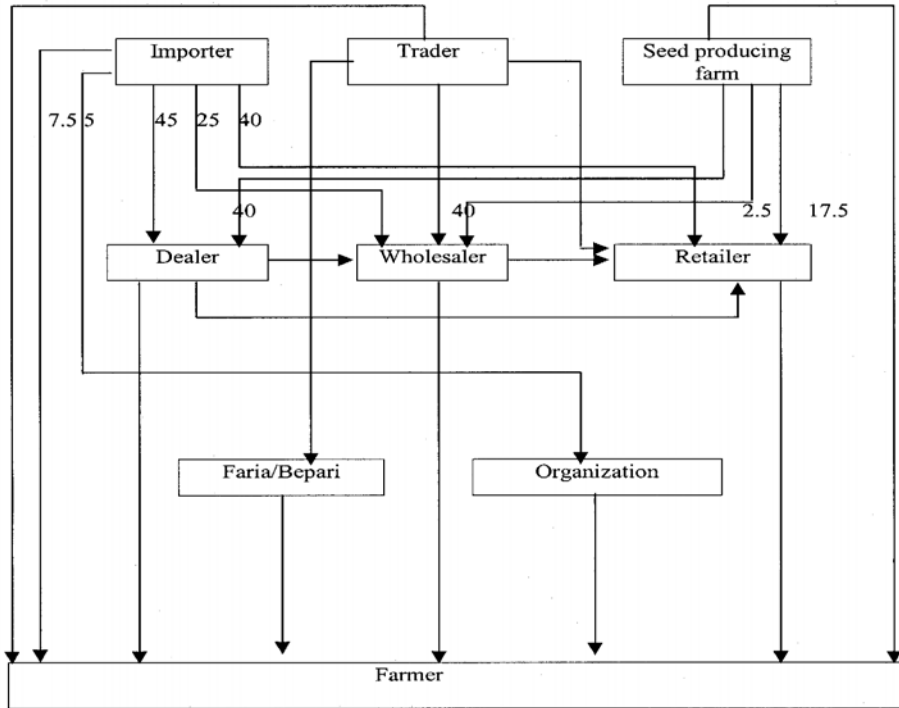 Importer
Trader
Seed producing
farm
7.5
5
45
25
40
40
40
2.5
17.5
Dealer
Wholesaler
Retailer
Faria/Bepari
Organization
Farmer